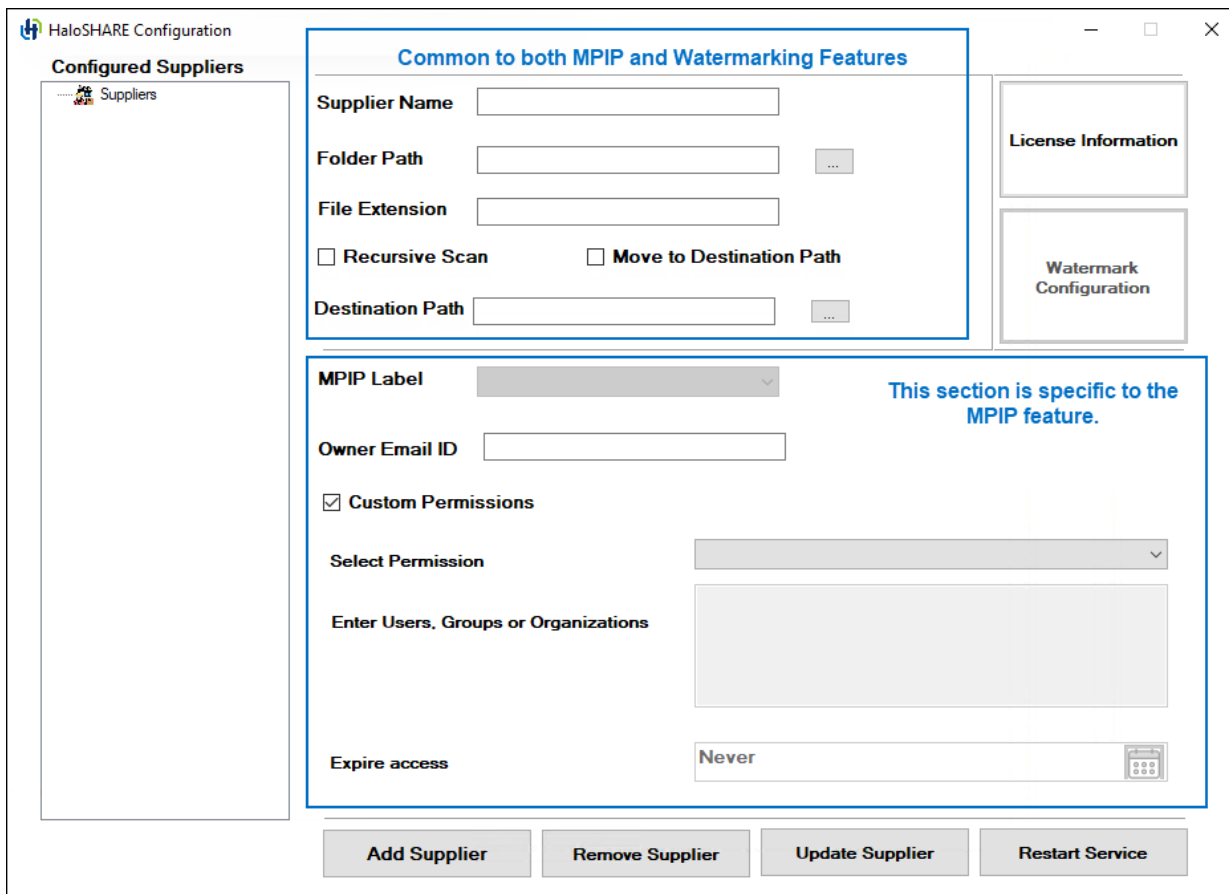 HaloSHARE Configuration
Configured Suppliers
Suppliers
Common to both MPIP and Watermarking Features
Supplier Name
Folder Path
...
File Extension
Recursive Scan
Move to Destination Path
Destination Path
...
License Information
Watermark
Configuration
MPIP Label
This section is specific to the
MPIP feature.
Owner Email ID
Custom Permissions
Select Permission
Enter Users, Groups or Organizations
Expire access
Never
Add Supplier
Remove Supplier
Update Supplier
Restart Service